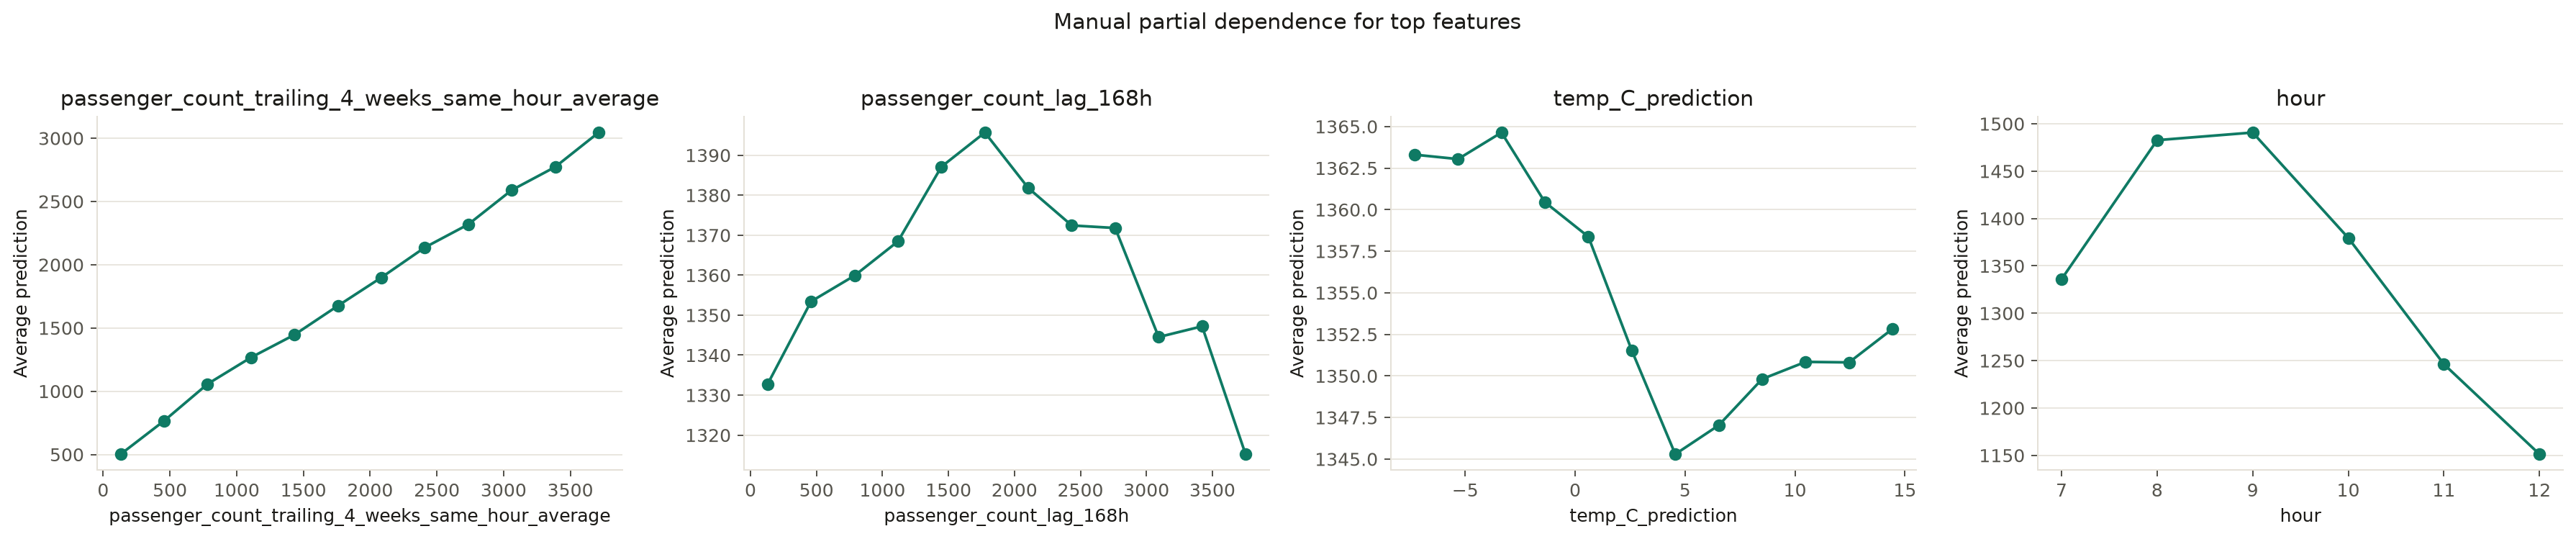 Manual partial dependence for top features
passenger_count_trailing_4_weeks_same_hour_average
Average prediction
3000
2500
2000
1500
1000
500
0 500 1000 1500 2000 2500 3000 3500
passenger_count_trailing_4_weeks_same_hour_average
passenger_count_lag_168h
Average prediction
1390
1380
1370
1360
1350
1340
1330
1320
0 500 1000 1500 2000 2500 3000 3500
passenger_count_lag_168h
temp_C_prediction
Average prediction
1365.0
1362.5
1360.0
1357.5
1355.0
1352.5
1350.0
1347.5
1345.0
−5 0 5 10 15
temp_C_prediction
hour
Average prediction
1500
1450
1400
1350
1300
1250
1200
1150
7 8 9 10 11 12
hour